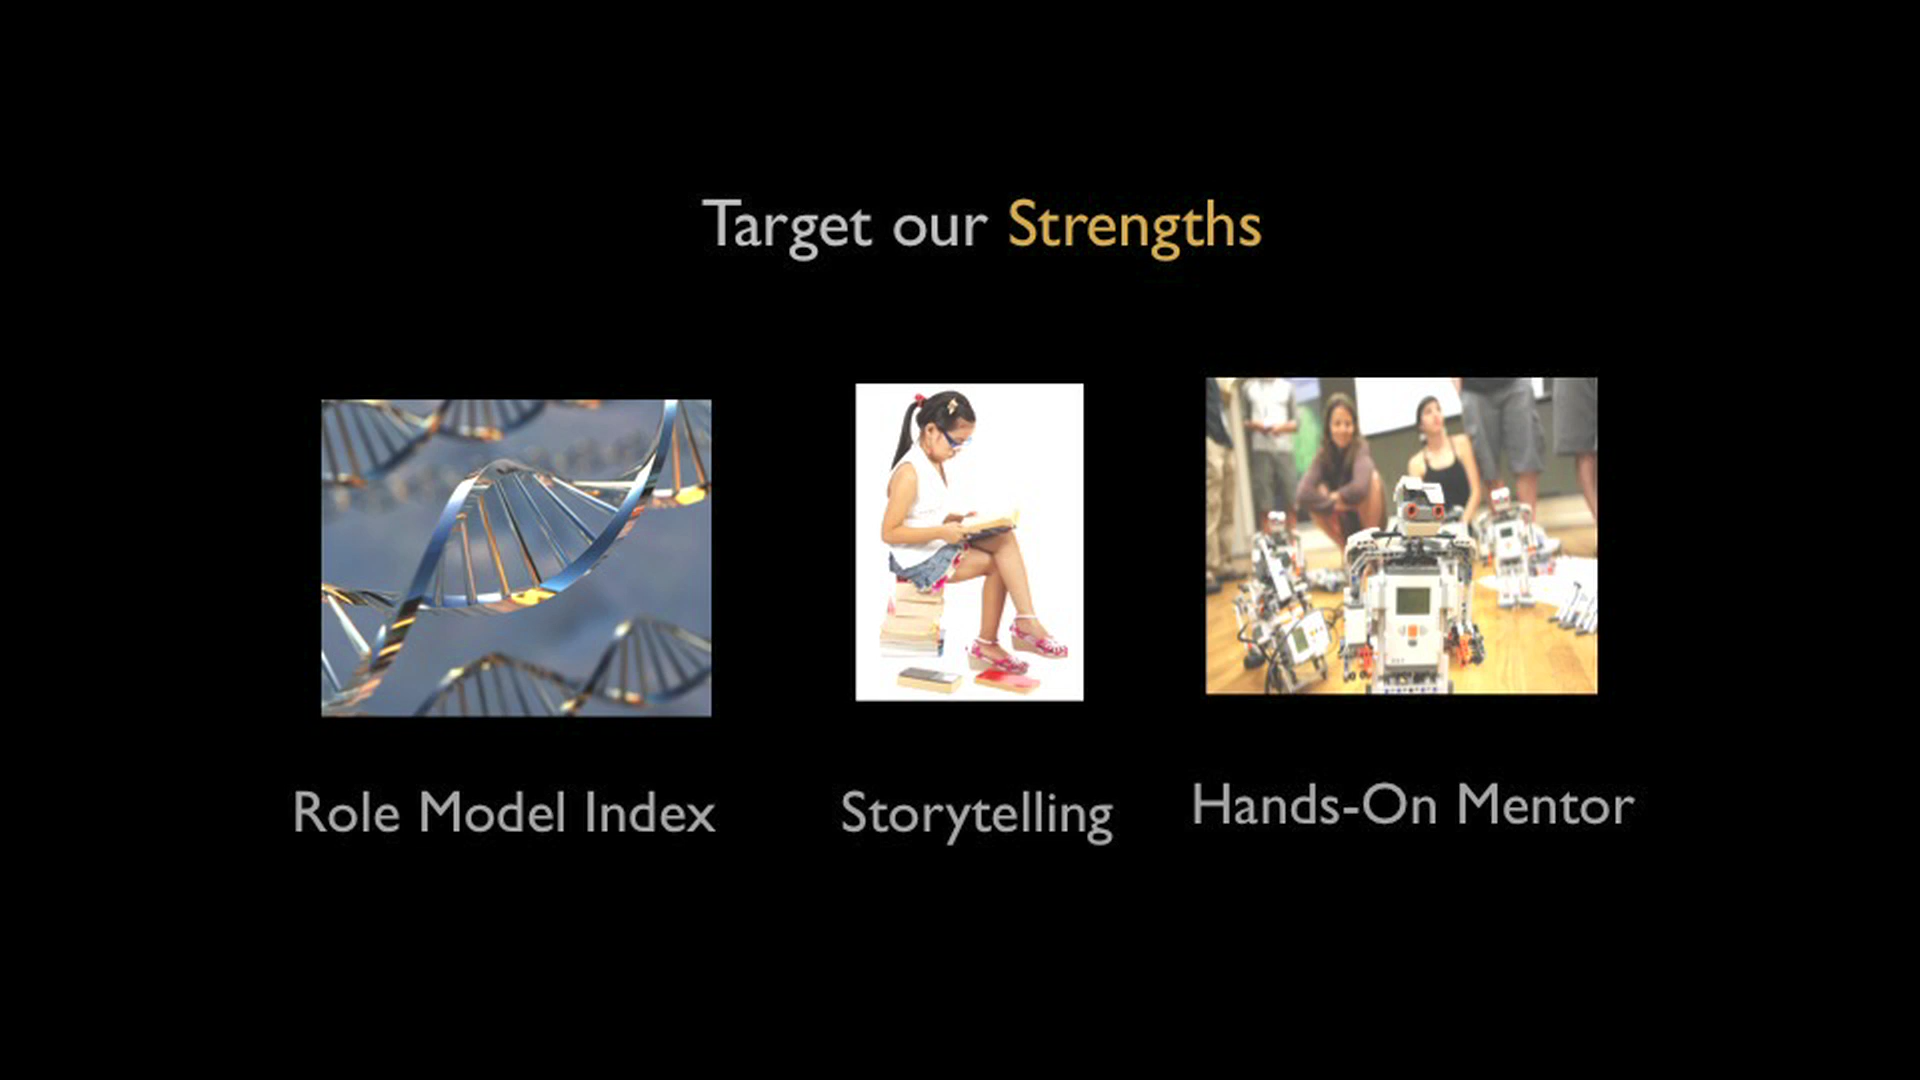 Target our Strengths
Role Model Index
Storytelling
Hands-On Mentor